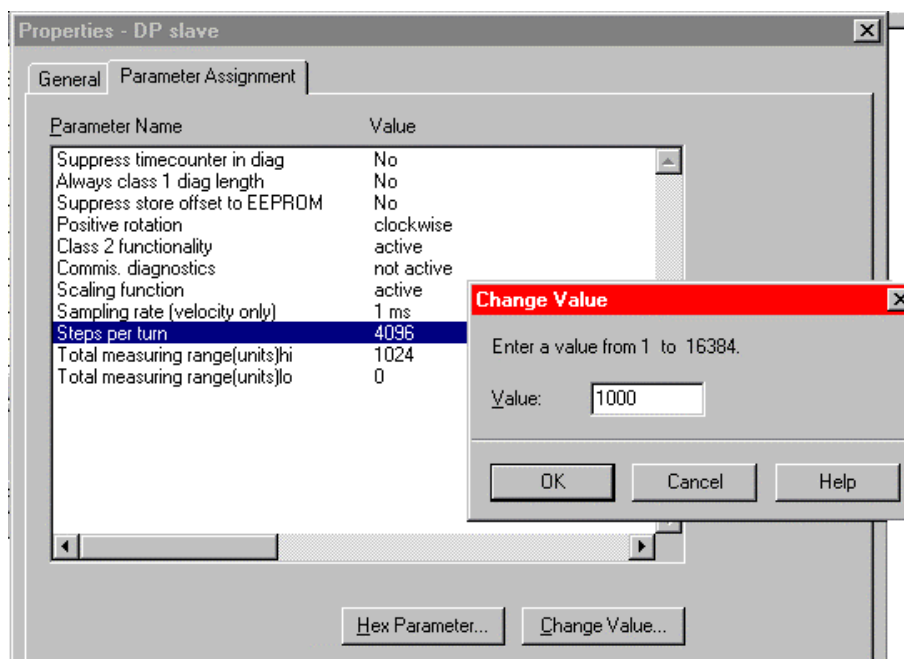 Properties - DP slave
General Parameter Assignment
Parameter Name Value
Suppress timecounter in diag No
Always class 1 diag length No
Suppress store offset to EEPROM No
Positive rotation clockwise
Class 2 functionality active
Commis. diagnostics not active
Scaling function active
Sampling rate (velocity only) 1 ms
Steps per turn 4096
Total measuring range(units)hi 1024
Total measuring range(units)lo 0
Change Value
Enter a value from 1 to 16384.
Value: 1000
OK Cancel Help
Hex Parameter... Change Value...